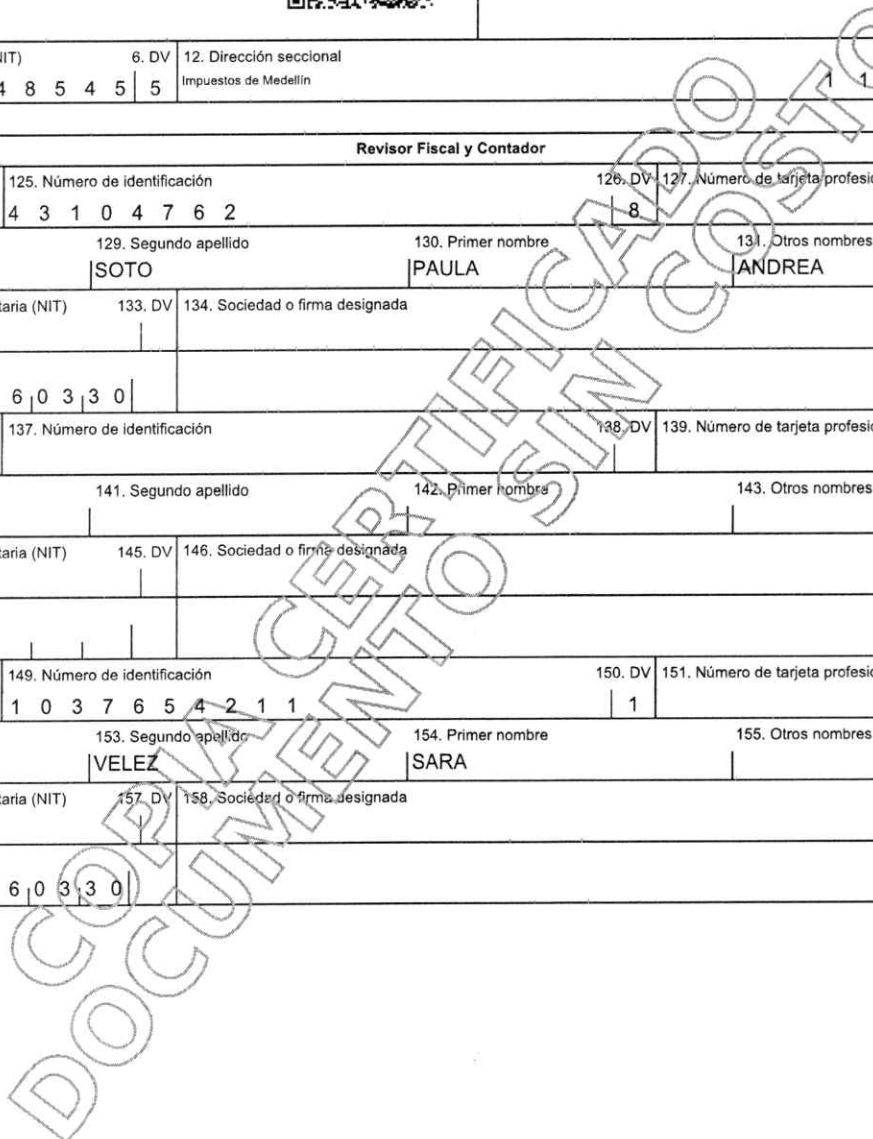 IIT) 6. DV 12. Dirección seccional
4 8 5 4 5 5 Impuestos de Medellín 1 1
Revisor Fiscal y Contador
125. Número de identificación 126. DV 127. Número de tarjeta profesio
4 3 1 0 4 7 6 2 8
129. Segundo apellido 130. Primer nombre 131. Otros nombres
SOTO PAULA ANDREA
taria (NIT) 133. DV 134. Sociedad o firma designada
6 0 3 3 0
137. Número de identificación 138. DV 139. Número de tarjeta profesio
141. Segundo apellido 142. Primer nombre 143. Otros nombres
taria (NIT) 145. DV 146. Sociedad o firma designada
149. Número de identificación 150. DV 151. Número de tarjeta profesio
1 0 3 7 6 5 4 2 1 1 1
153. Segundo apellido 154. Primer nombre 155. Otros nombres
VELEZ SARA
taria (NIT) 157. DV 158. Sociedad o firma designada
6 0 3 3 0
COPIA CERTIFICADO
DOCUMENTO SIN COSTO